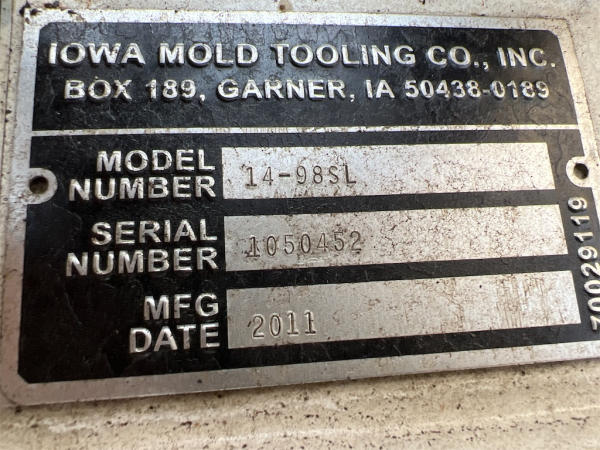 IOWA MOLD TOOLING CO., INC.
BOX 189, GARNER, IA 50438-0189
MODEL NUMBER 14-98SL
SERIAL NUMBER 1050452
MFG DATE 2011
70029119